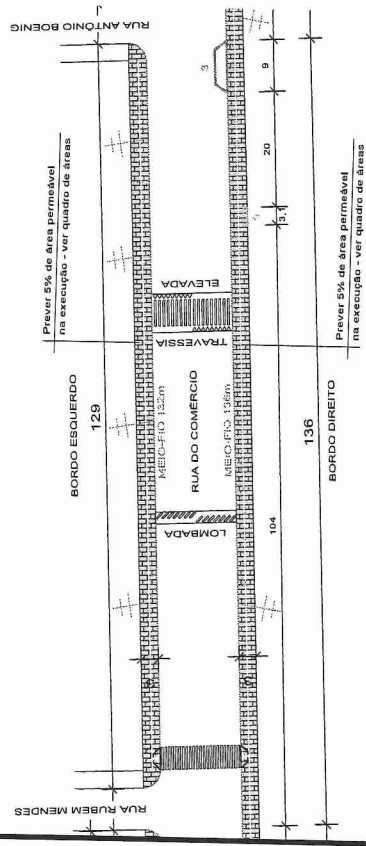 RUA ANTÔNIO BOENIG
Prever 5% de área permeável
na execução - ver quadro de áreas
BORDO ESQUERDO
129
RUA RUBEM MENDES
ELEVADA
TRAVESSIA
MEIO-FIO 132m
RUA DO COMÉRCIO
MEIO-FIO 136m
LOMBADA
3
9
20
3,1
104
136
BORDO DIREITO
Prever 5% de área permeável
na execução - ver quadro de áreas